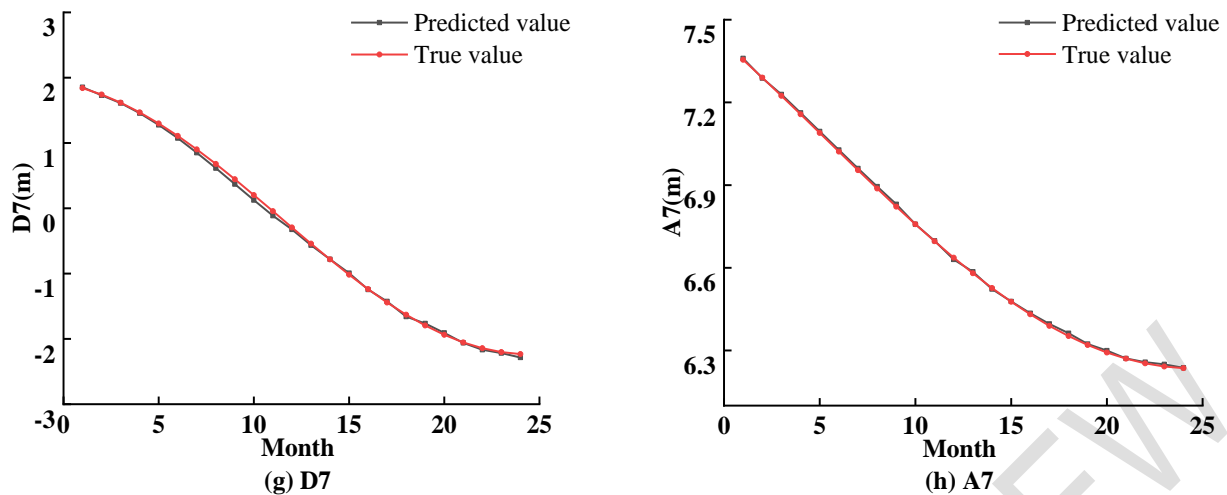 Predicted value
True value
3
2
1
0
-1
-2
-3
D7(m)
0 5 10 15 20 25
Month
(g) D7
Predicted value
True value
7.5
7.2
6.9
6.6
6.3
A7(m)
0 5 10 15 20 25
Month
(h) A7
EW